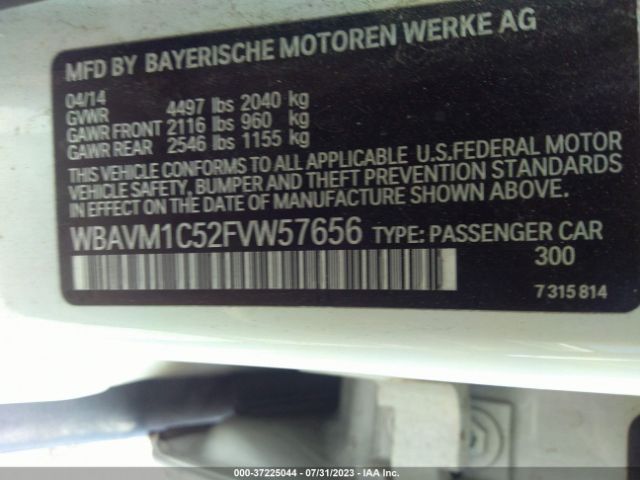 MFD BY BAYERISCHE MOTOREN WERKE AG
04/14
GVWR 4497 lbs 2040 kg
GAWR FRONT 2116 lbs 960 kg
GAWR REAR 2546 lbs 1155 kg
THIS VEHICLE CONFORMS TO ALL APPLICABLE U.S.FEDERAL MOTOR
VEHICLE SAFETY, BUMPER AND THEFT PREVENTION STANDARDS
IN EFFECT ON THE DATE OF MANUFACTURE SHOWN ABOVE.
WBAVM1C52FVW57656 TYPE: PASSENGER CAR
300
7 315 814
000-37225044 - 07/31/2023 - IAA Inc.